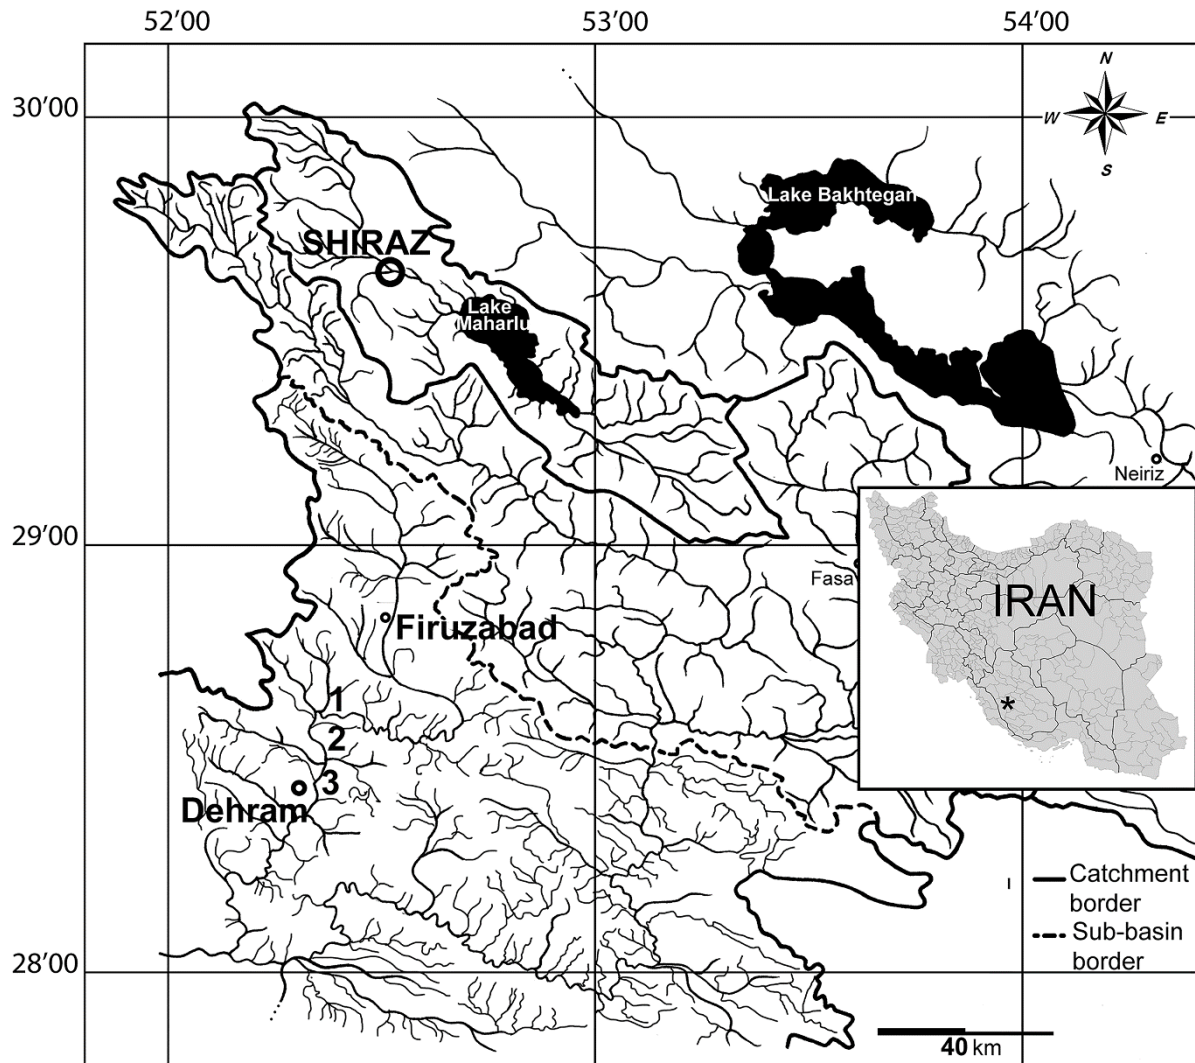 52’00
53’00
54’00
30’00
N
W
E
S
Lake Bakhtegan
SHIRAZ
Lake
Maharlu
Neiriz
29’00
Fasa
IRAN
*
Firuzabad
1
2
3
Dehram
Catchment
border
Sub-basin
border
28’00
40 km